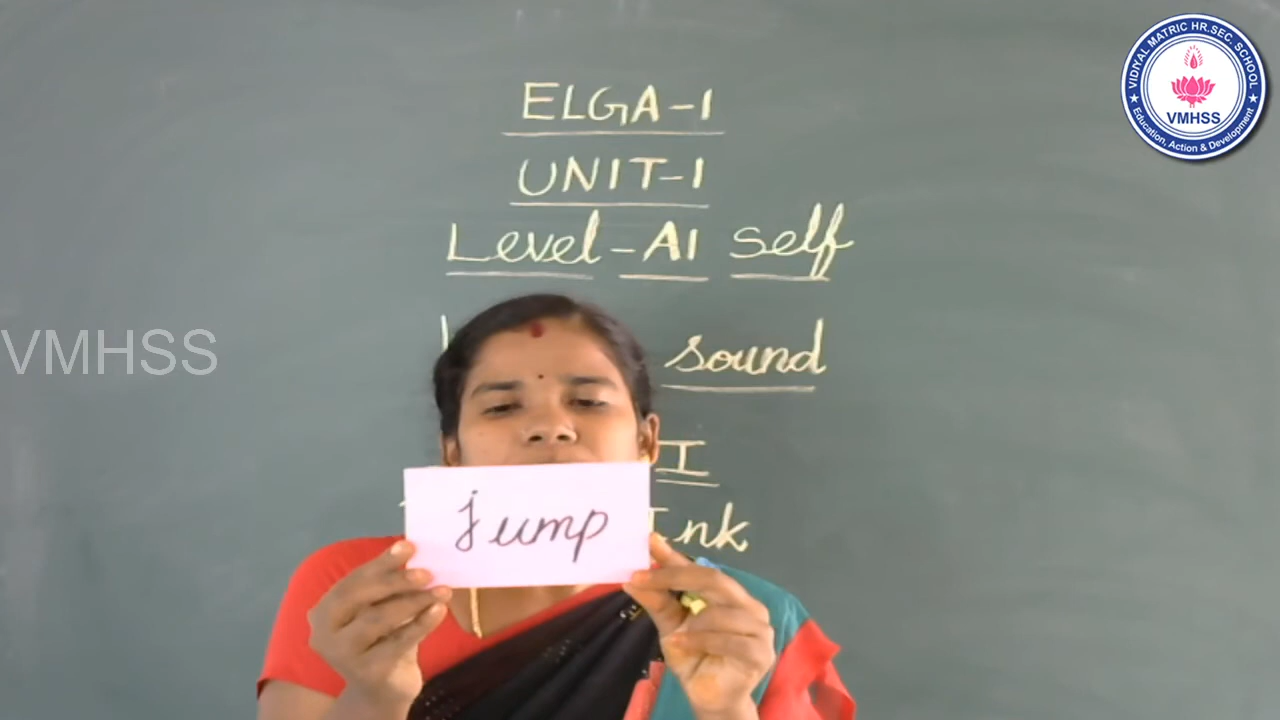 ELGA-1
UNIT-1
Level-A1 self
sound
I
Ink
Jump
VMHSS
VIDIYAL MATRIC HR.SEC. SCHOOL
VMHSS
Education, Action & Development